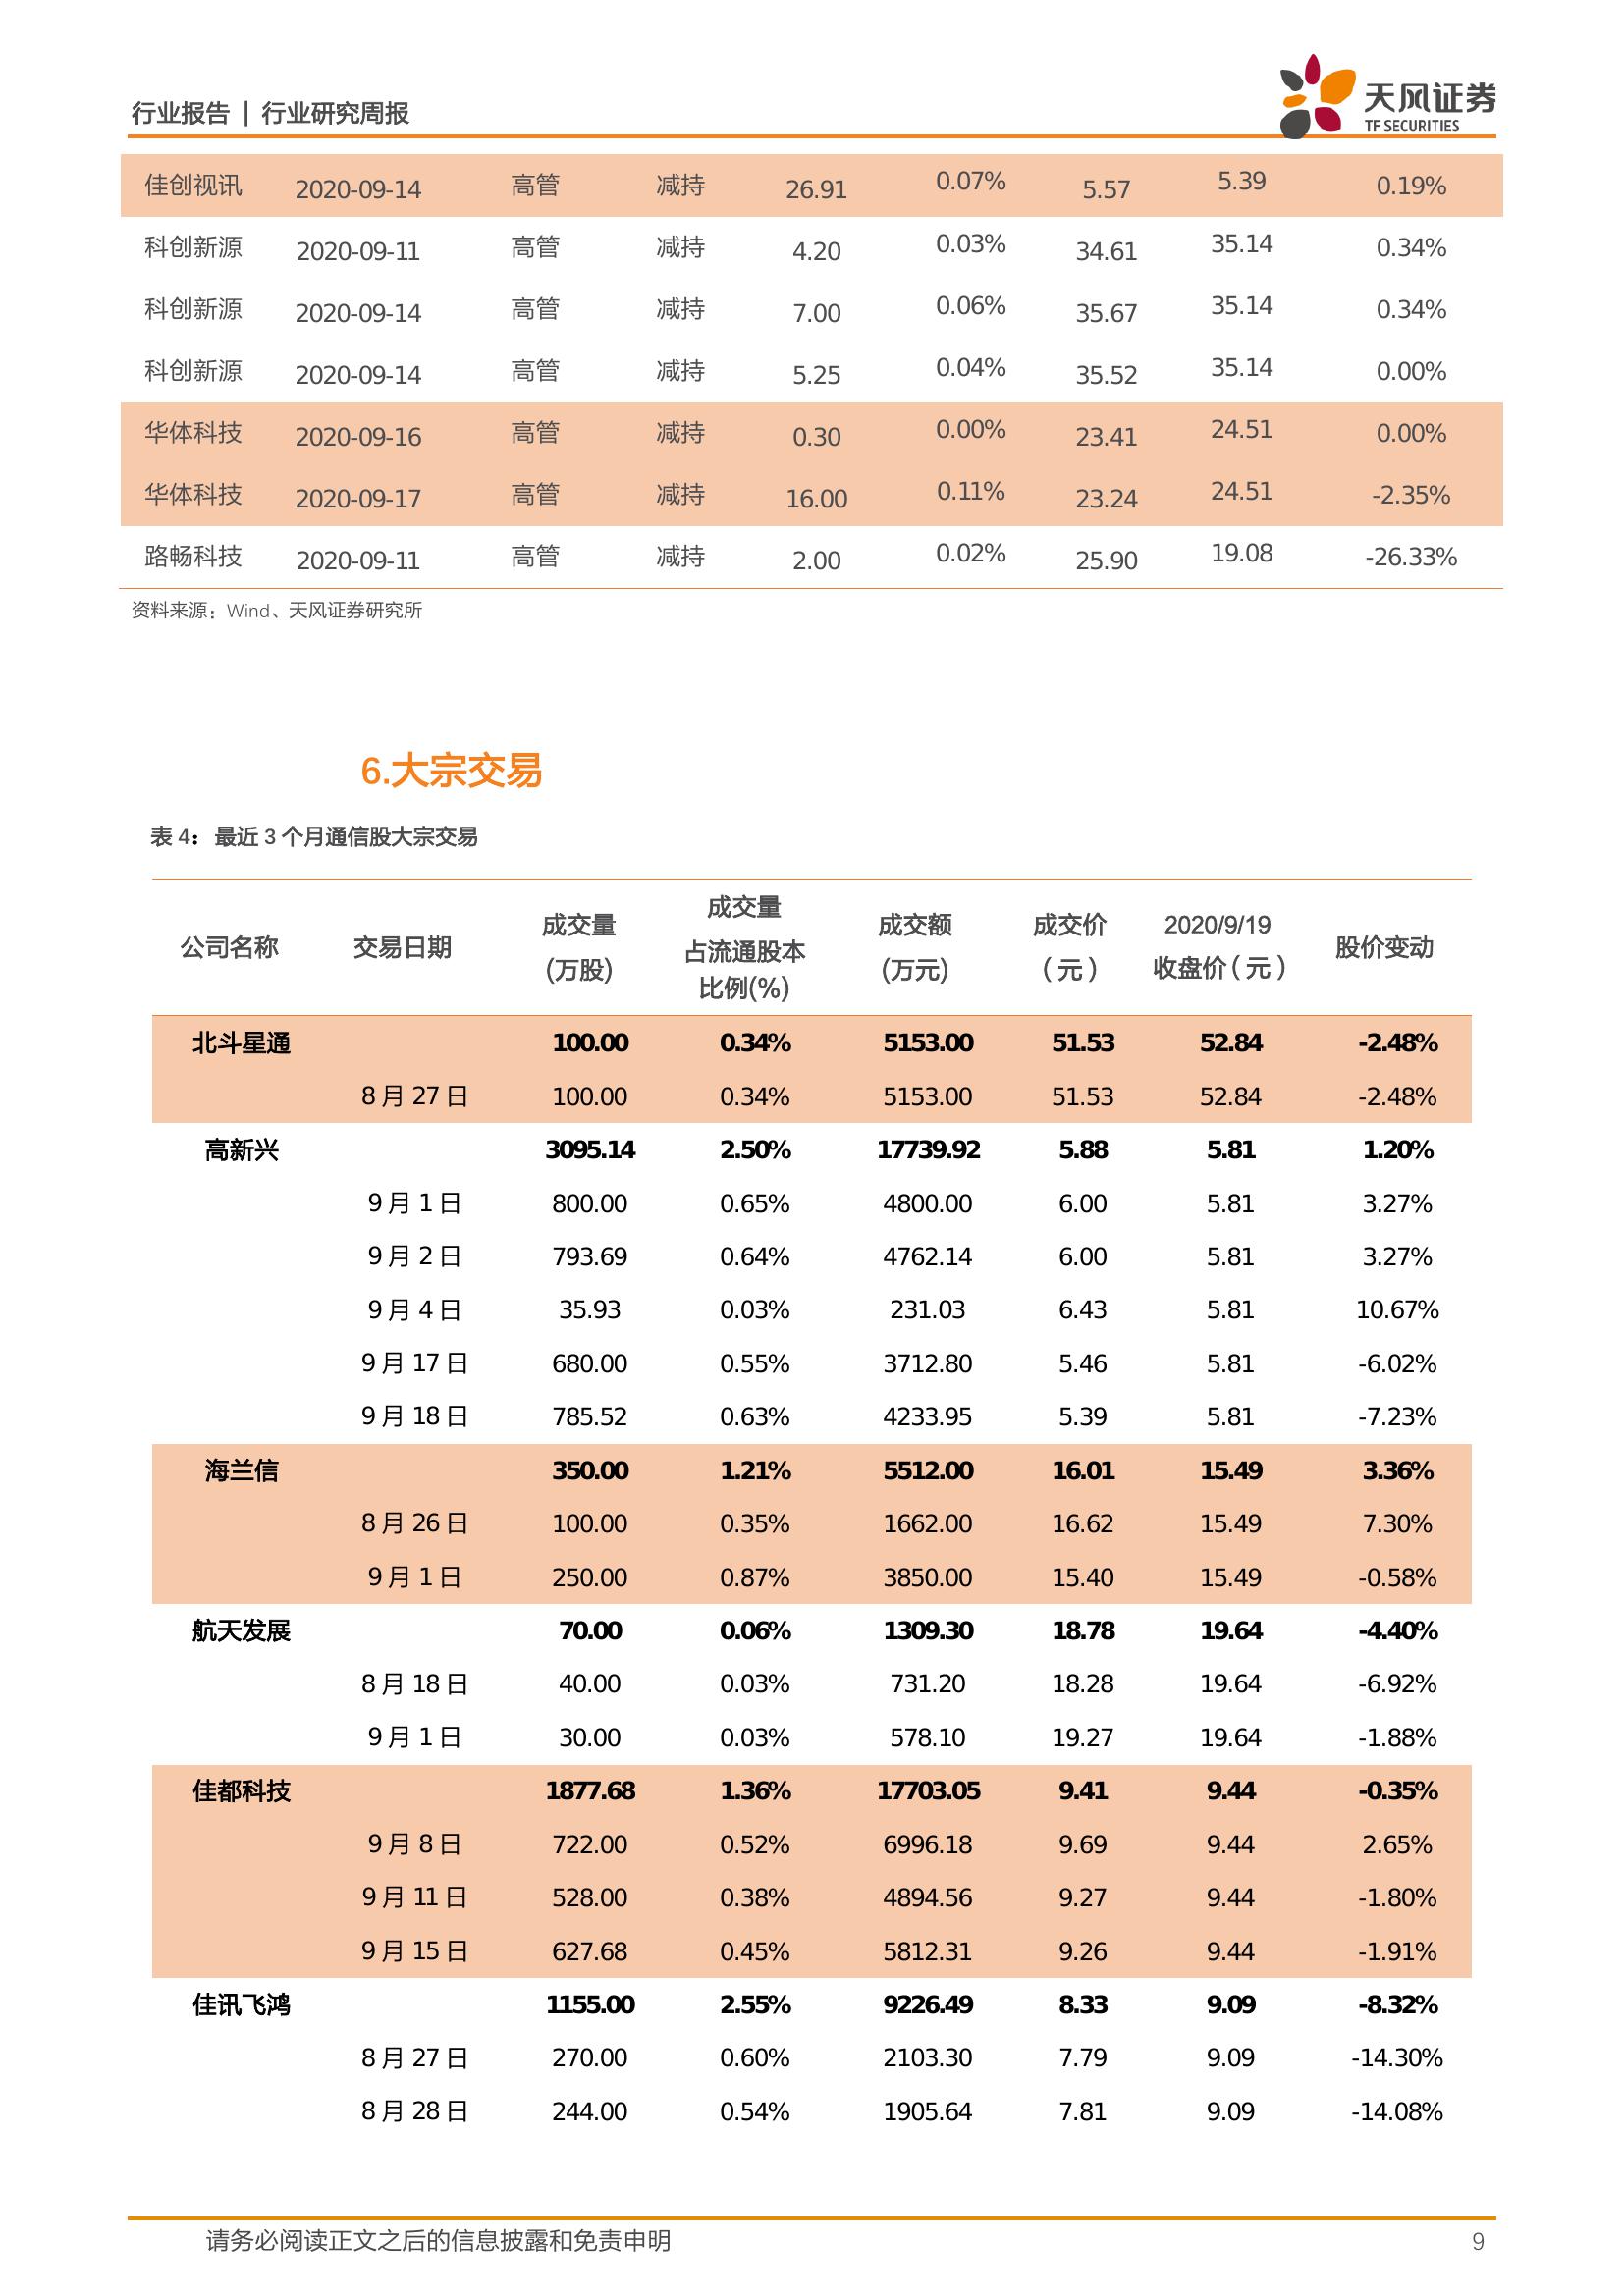 行业报告 | 行业研究周报
天风证券
TF SECURITIES
佳创视讯 2020-09-14 高管 减持 26.91 0.07% 5.57 5.39 0.19%
科创新源 2020-09-11 高管 减持 4.20 0.03% 34.61 35.14 0.34%
科创新源 2020-09-14 高管 减持 7.00 0.06% 35.67 35.14 0.34%
科创新源 2020-09-14 高管 减持 5.25 0.04% 35.52 35.14 0.00%
华体科技 2020-09-16 高管 减持 0.30 0.00% 23.41 24.51 0.00%
华体科技 2020-09-17 高管 减持 16.00 0.11% 23.24 24.51 -2.35%
路畅科技 2020-09-11 高管 减持 2.00 0.02% 25.90 19.08 -26.33%
资料来源：Wind、天风证券研究所
6.大宗交易
表 4：最近 3 个月通信股大宗交易
公司名称 交易日期 成交量(万股) 成交量占流通股本比例(%) 成交额(万元) 成交价（元） 2020/9/19收盘价（元） 股价变动
北斗星通 100.00 0.34% 5153.00 51.53 52.84 -2.48%
8 月 27 日 100.00 0.34% 5153.00 51.53 52.84 -2.48%
高新兴 3095.14 2.50% 17739.92 5.88 5.81 1.20%
9 月 1 日 800.00 0.65% 4800.00 6.00 5.81 3.27%
9 月 2 日 793.69 0.64% 4762.14 6.00 5.81 3.27%
9 月 4 日 35.93 0.03% 231.03 6.43 5.81 10.67%
9 月 17 日 680.00 0.55% 3712.80 5.46 5.81 -6.02%
9 月 18 日 785.52 0.63% 4233.95 5.39 5.81 -7.23%
海兰信 350.00 1.21% 5512.00 16.01 15.49 3.36%
8 月 26 日 100.00 0.35% 1662.00 16.62 15.49 7.30%
9 月 1 日 250.00 0.87% 3850.00 15.40 15.49 -0.58%
航天发展 70.00 0.06% 1309.30 18.78 19.64 -4.40%
8 月 18 日 40.00 0.03% 731.20 18.28 19.64 -6.92%
9 月 1 日 30.00 0.03% 578.10 19.27 19.64 -1.88%
佳都科技 1877.68 1.36% 17703.05 9.41 9.44 -0.35%
9 月 8 日 722.00 0.52% 6996.18 9.69 9.44 2.65%
9 月 11 日 528.00 0.38% 4894.56 9.27 9.44 -1.80%
9 月 15 日 627.68 0.45% 5812.31 9.26 9.44 -1.91%
佳讯飞鸿 1155.00 2.55% 9226.49 8.33 9.09 -8.32%
8 月 27 日 270.00 0.60% 2103.30 7.79 9.09 -14.30%
8 月 28 日 244.00 0.54% 1905.64 7.81 9.09 -14.08%
请务必阅读正文之后的信息披露和免责申明 9